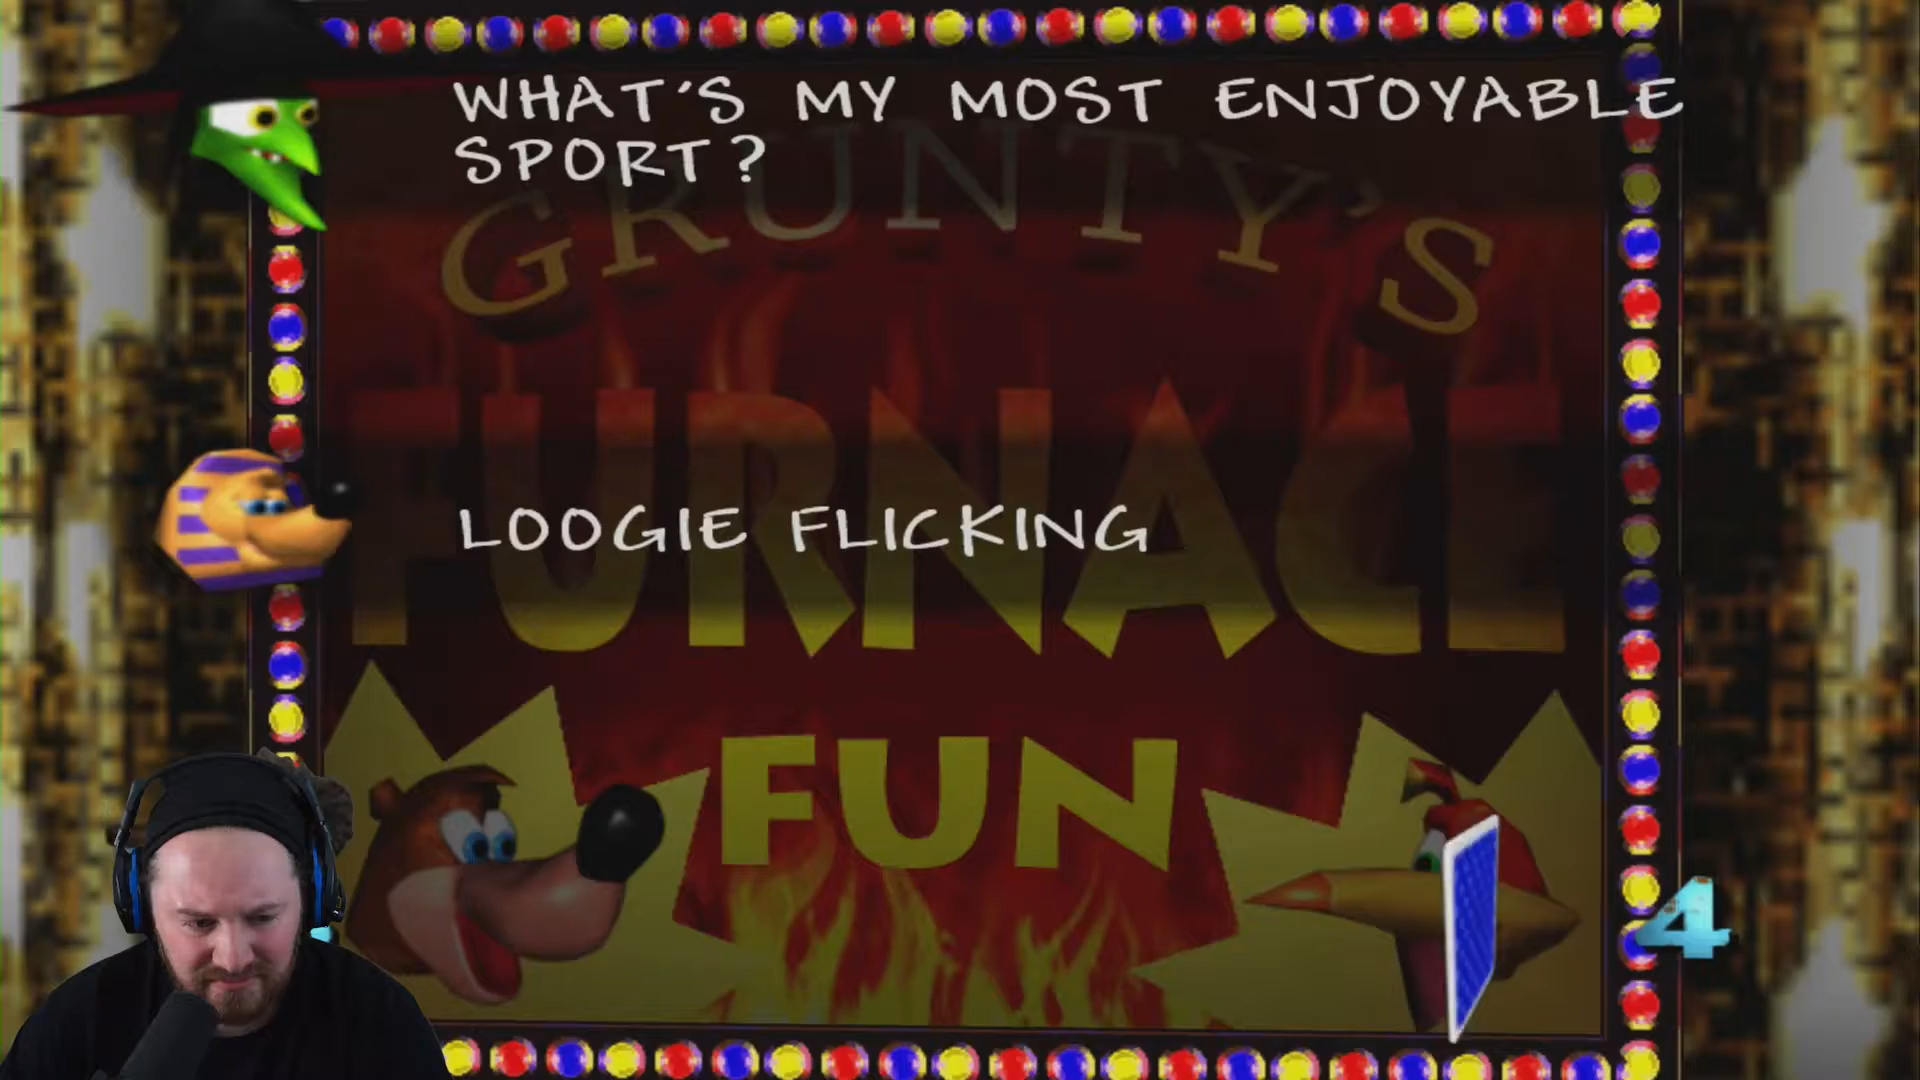 WHAT'S MY MOST ENJOYABLE
SPORT?
GRUNTY'S
LOOGIE FLICKING
FURNACE
FUN
4